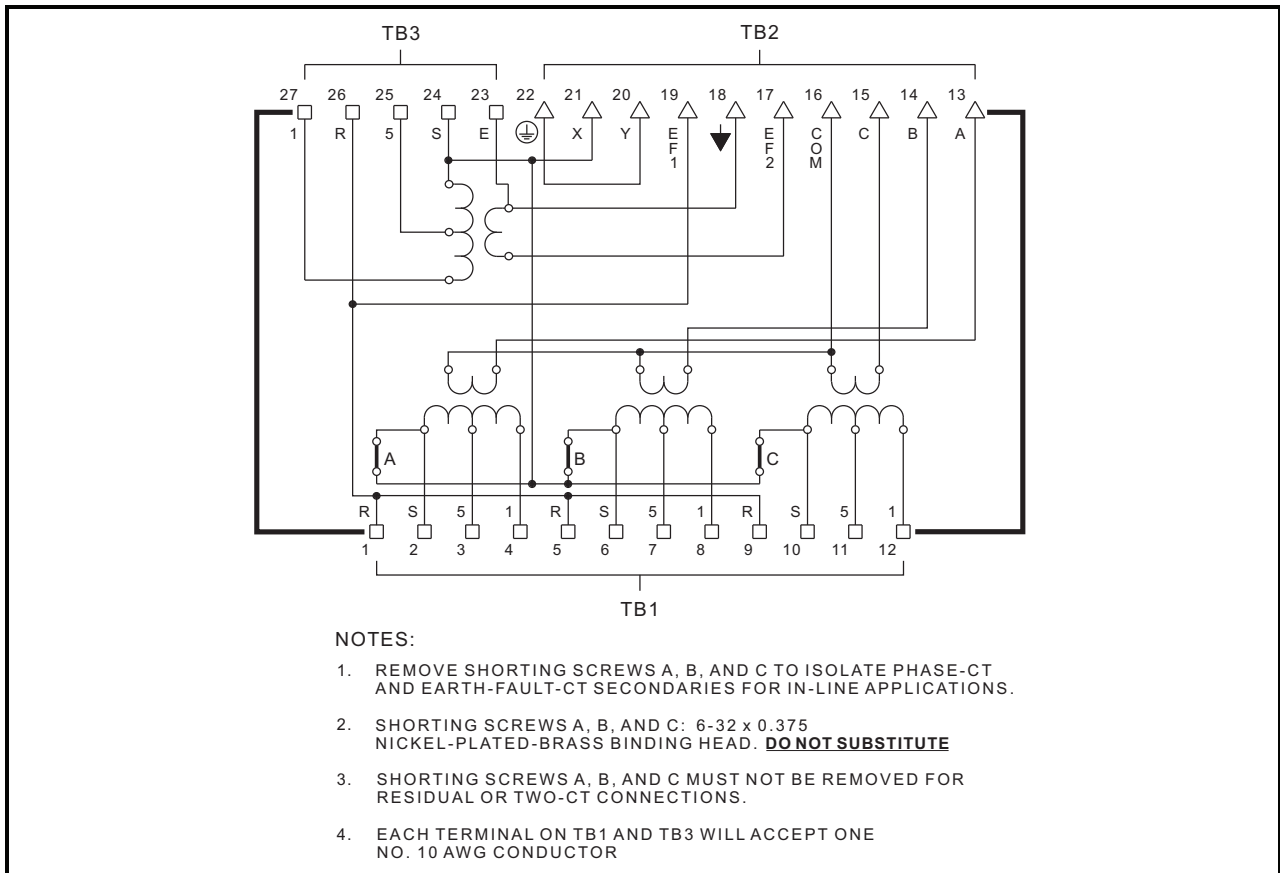 TB3 TB2
27 26 25 24 23 22 21 20 19 18 17 16 15 14 13
1 R 5 S E X Y EF1 EF2 COM C B A
A B C
R S 5 1 R S 5 1 R S 5 1
1 2 3 4 5 6 7 8 9 10 11 12
TB1
NOTES:
1. REMOVE SHORTING SCREWS A, B, AND C TO ISOLATE PHASE-CT
AND EARTH-FAULT-CT SECONDARIES FOR IN-LINE APPLICATIONS.
2. SHORTING SCREWS A, B, AND C: 6-32 x 0.375
NICKEL-PLATED-BRASS BINDING HEAD. DO NOT SUBSTITUTE
3. SHORTING SCREWS A, B, AND C MUST NOT BE REMOVED FOR
RESIDUAL OR TWO-CT CONNECTIONS.
4. EACH TERMINAL ON TB1 AND TB3 WILL ACCEPT ONE
NO. 10 AWG CONDUCTOR